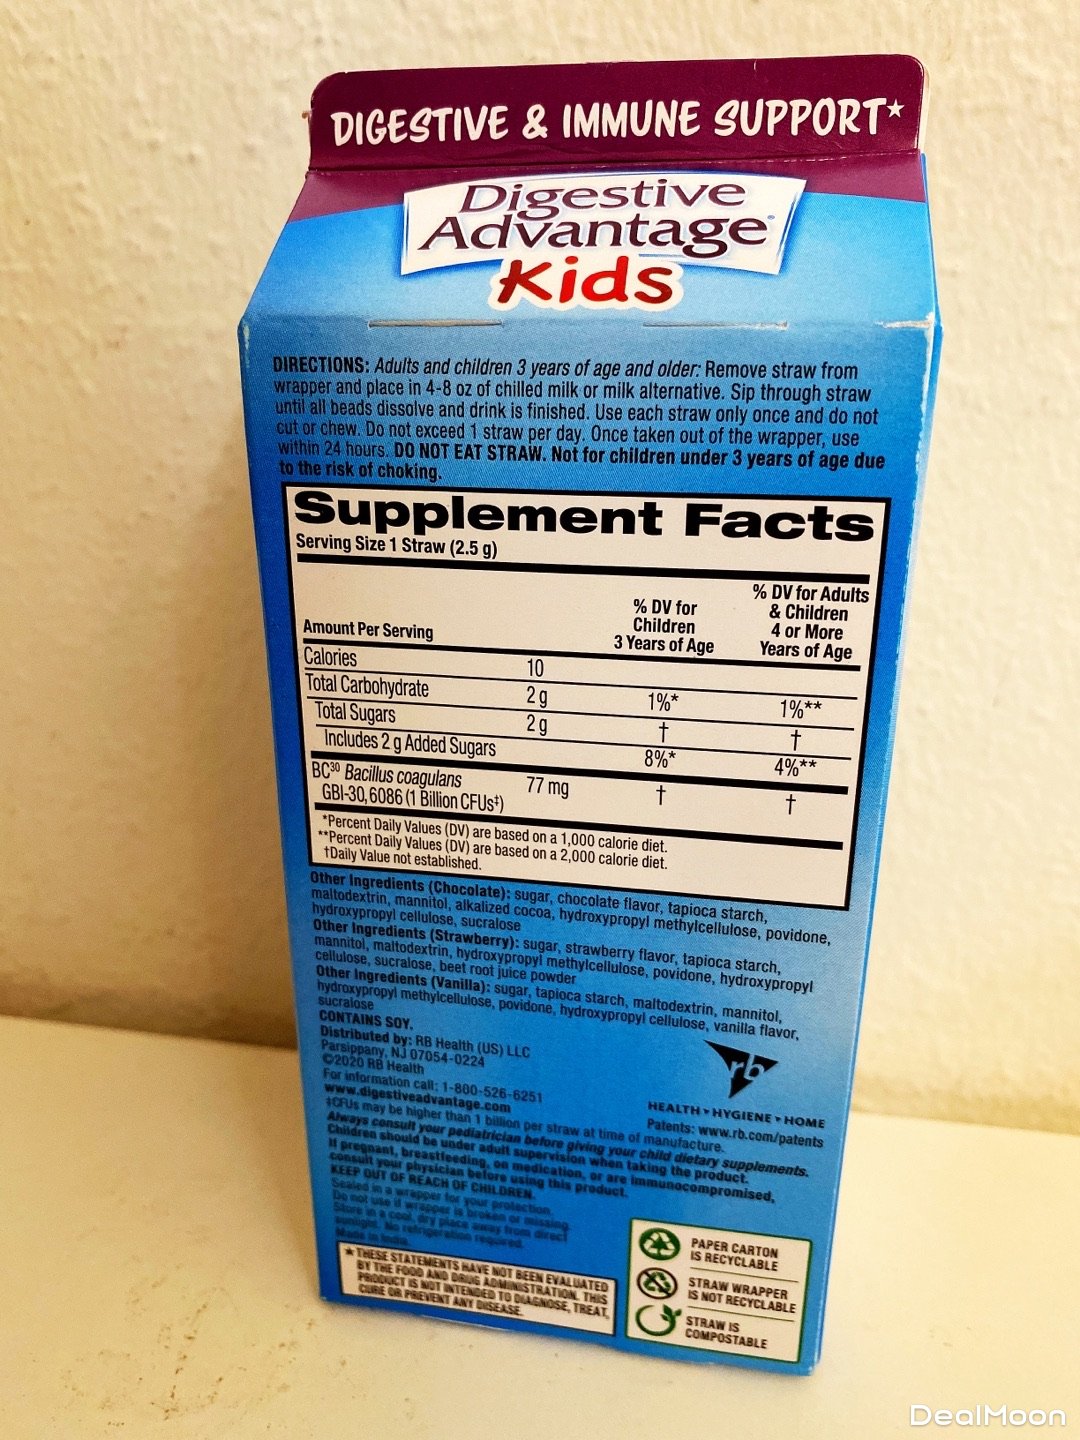 DIGESTIVE & IMMUNE SUPPORT★
Digestive
Advantage®
Kids
DIRECTIONS: Adults and children 3 years of age and older: Remove straw from
wrapper and place in 4-8 oz of chilled milk or milk alternative. Sip through straw
until all beads dissolve and drink is finished. Use each straw only once and do not
cut or chew. Do not exceed 1 straw per day. Once taken out of the wrapper, use
within 24 hours. DO NOT EAT STRAW. Not for children under 3 years of age due
to the risk of choking.
Supplement Facts
Serving Size 1 Straw (2.5 g)
Amount Per Serving % DV for Children 3 Years of Age % DV for Adults & Children 4 or More Years of Age
Calories 10
Total Carbohydrate 2 g 1%* 1%**
Total Sugars 2 g † †
Includes 2 g Added Sugars 8%* 4%**
BC³⁰ Bacillus coagulans 77 mg † †
GBI-30, 6086 (1 Billion CFUs‡)
*Percent Daily Values (DV) are based on a 1,000 calorie diet.
**Percent Daily Values (DV) are based on a 2,000 calorie diet.
†Daily Value not established.
Other Ingredients (Chocolate): sugar, chocolate flavor, tapioca starch,
maltodextrin, mannitol, alkalized cocoa, hydroxypropyl methylcellulose, povidone,
hydroxypropyl cellulose, sucralose
Other Ingredients (Strawberry): sugar, strawberry flavor, tapioca starch,
mannitol, maltodextrin, hydroxypropyl methylcellulose, povidone, hydroxypropyl
cellulose, sucralose, beet root juice powder
Other Ingredients (Vanilla): sugar, tapioca starch, maltodextrin, mannitol,
hydroxypropyl methylcellulose, povidone, hydroxypropyl cellulose, vanilla flavor,
sucralose
CONTAINS SOY.
Distributed by: RB Health (US) LLC
Parsippany, NJ 07054-0224
©2020 RB Health
For information call: 1-800-526-6251
www.digestiveadvantage.com
rb
HEALTH • HYGIENE • HOME
Patents: www.rb.com/patents
‡CFUs may be higher than 1 billion per straw at time of manufacture.
Always consult your pediatrician before giving your child dietary supplements.
Children should be under adult supervision when taking the product.
If pregnant, breastfeeding, on medication, or are immunocompromised,
consult your physician before using this product.
KEEP OUT OF REACH OF CHILDREN.
Sealed in a wrapper for your protection.
Do not use if wrapper is broken or missing.
Store in a cool, dry place away from direct
sunlight. No refrigeration required.
Made in India.
★THESE STATEMENTS HAVE NOT BEEN EVALUATED
BY THE FOOD AND DRUG ADMINISTRATION. THIS
PRODUCT IS NOT INTENDED TO DIAGNOSE, TREAT,
CURE OR PREVENT ANY DISEASE.
PAPER CARTON
IS RECYCLABLE
STRAW WRAPPER
IS NOT RECYCLABLE
STRAW IS
COMPOSTABLE
DealMoon